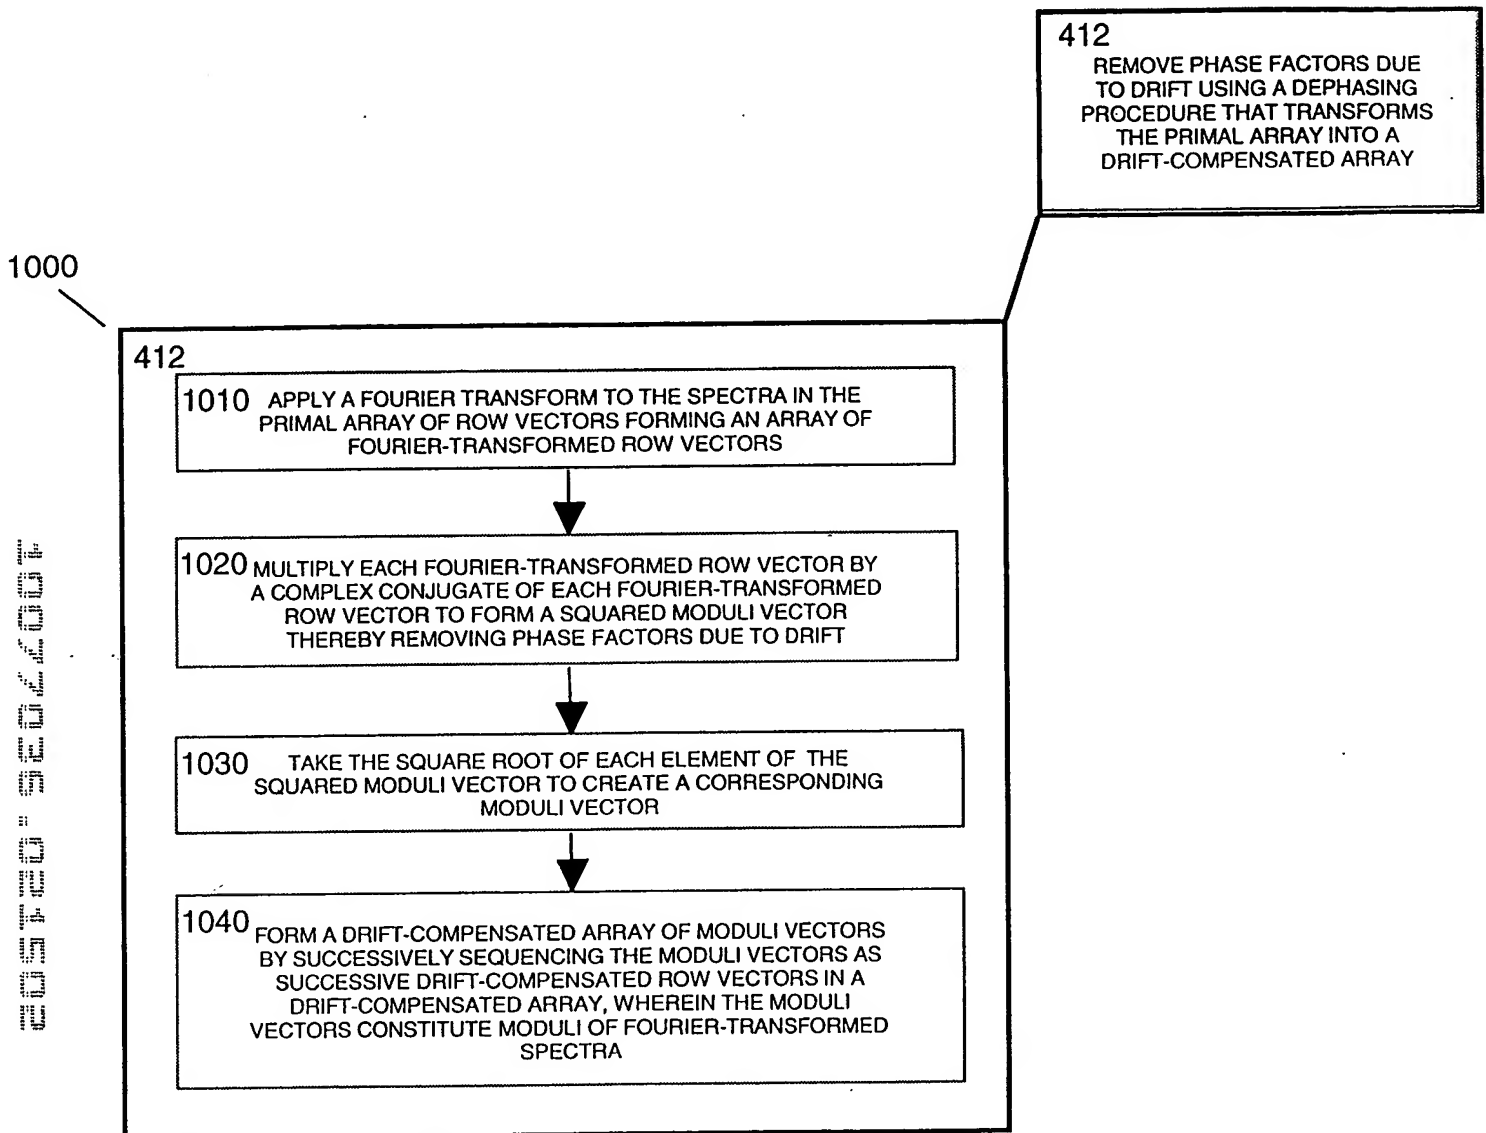 412
REMOVE PHASE FACTORS DUE
TO DRIFT USING A DEPHASING
PROCEDURE THAT TRANSFORMS
THE PRIMAL ARRAY INTO A
DRIFT-COMPENSATED ARRAY
1000
412
1010 APPLY A FOURIER TRANSFORM TO THE SPECTRA IN THE
PRIMAL ARRAY OF ROW VECTORS FORMING AN ARRAY OF
FOURIER-TRANSFORMED ROW VECTORS
1020 MULTIPLY EACH FOURIER-TRANSFORMED ROW VECTOR BY
A COMPLEX CONJUGATE OF EACH FOURIER-TRANSFORMED
ROW VECTOR TO FORM A SQUARED MODULI VECTOR
THEREBY REMOVING PHASE FACTORS DUE TO DRIFT
1030 TAKE THE SQUARE ROOT OF EACH ELEMENT OF THE
SQUARED MODULI VECTOR TO CREATE A CORRESPONDING
MODULI VECTOR
1040 FORM A DRIFT-COMPENSATED ARRAY OF MODULI VECTORS
BY SUCCESSIVELY SEQUENCING THE MODULI VECTORS AS
SUCCESSIVE DRIFT-COMPENSATED ROW VECTORS IN A
DRIFT-COMPENSATED ARRAY, WHEREIN THE MODULI
VECTORS CONSTITUTE MODULI OF FOURIER-TRANSFORMED
SPECTRA
10077035.021502